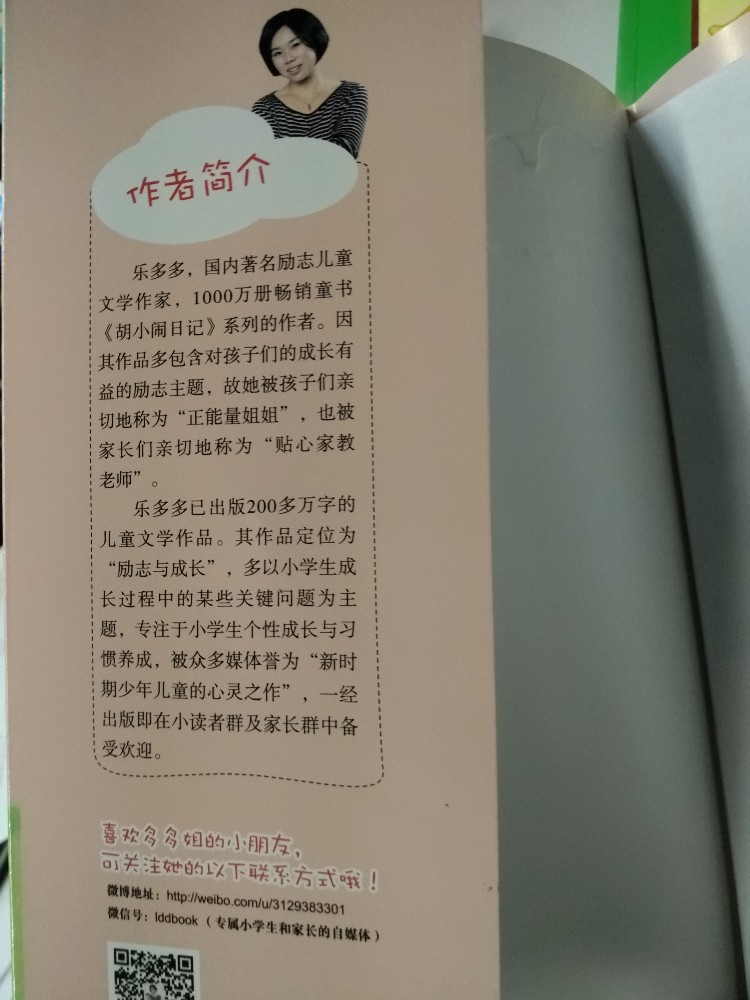 作者简介
乐多多，国内著名励志儿童
文学作家，1000万册畅销童书
《胡小闹日记》系列的作者。因
其作品多包含对孩子们的成长有
益的励志主题，故她被孩子们亲
切地称为“正能量姐姐”，也被
家长们亲切地称为“贴心家教
老师”。
乐多多已出版200多万字的
儿童文学作品。其作品定位为
“励志与成长”，多以小学生成
长过程中的某些关键问题为主
题，专注于小学生个性成长与习
惯养成，被众多媒体誉为“新时
期少年儿童的心灵之作”，一经
出版即在小读者群及家长群中备
受欢迎。
喜欢多多姐的小朋友，
可关注她的以下联系方式哦！
微博地址：http://weibo.com/u/3129383301
微信号：lddbook（专属小学生和家长的自媒体）